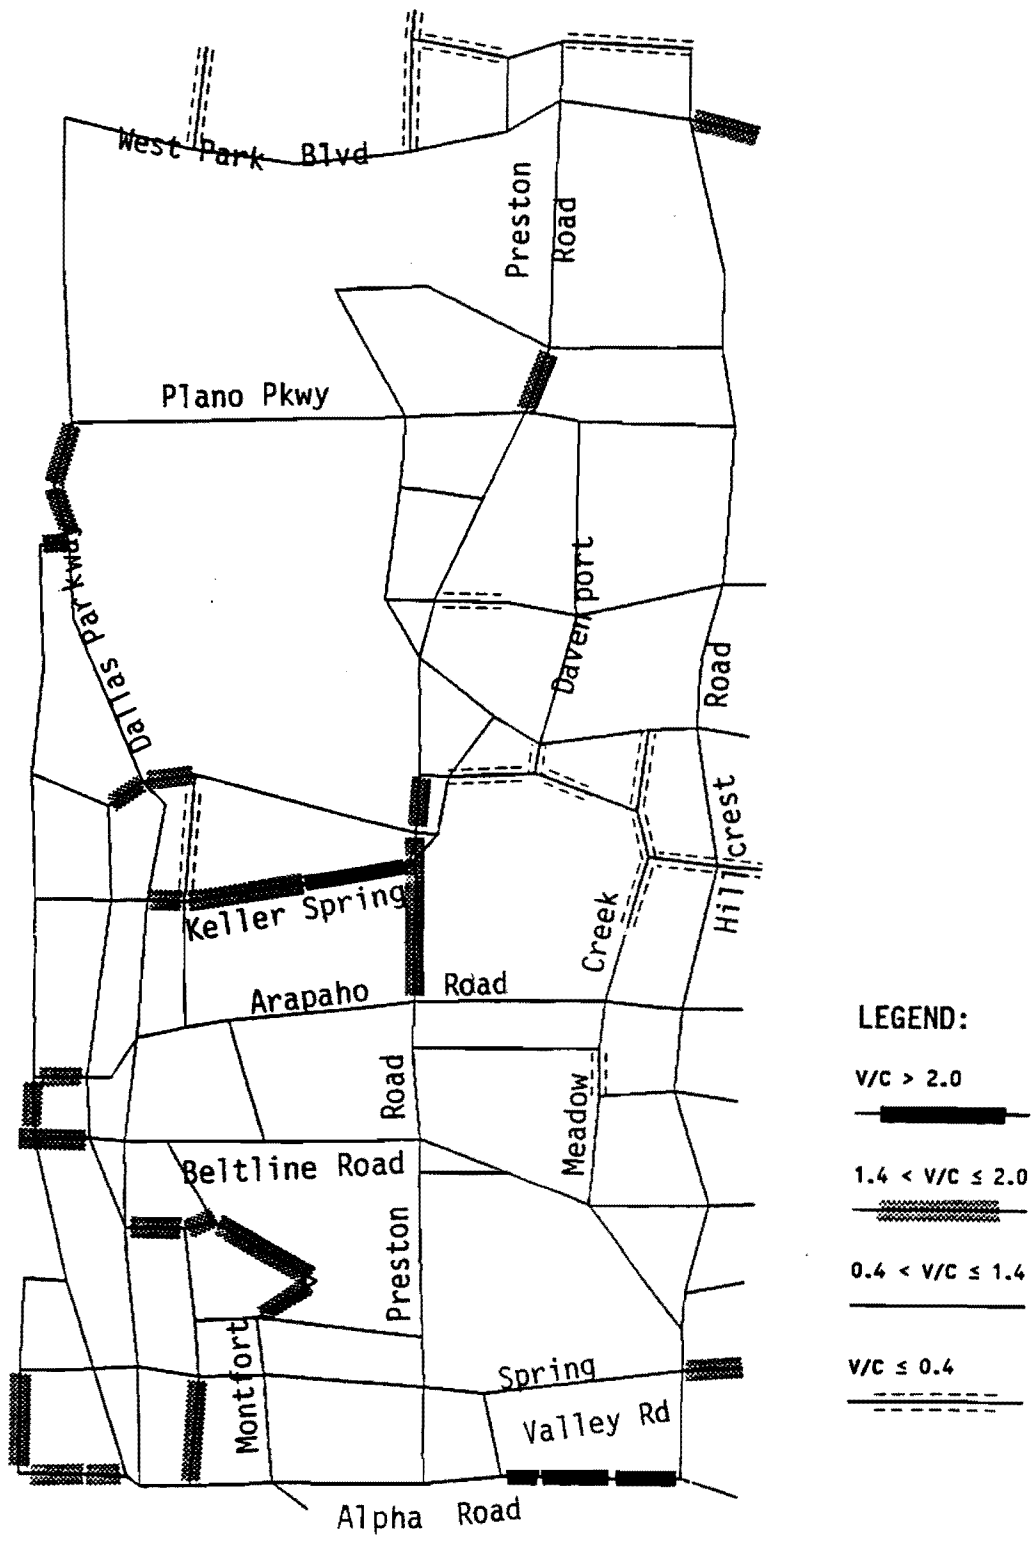 West Park Blvd
Preston
Road
Plano Pkwy
Dallas Parkway
Davenport
Road
Hillcrest
Keller Spring
Creek
Arapaho Road
LEGEND:
V/C > 2.0
Road
Meadow
Beltline Road
1.4 < V/C ≤ 2.0
Preston
0.4 < V/C ≤ 1.4
Montfort
Spring
Valley Rd
V/C ≤ 0.4
Alpha Road